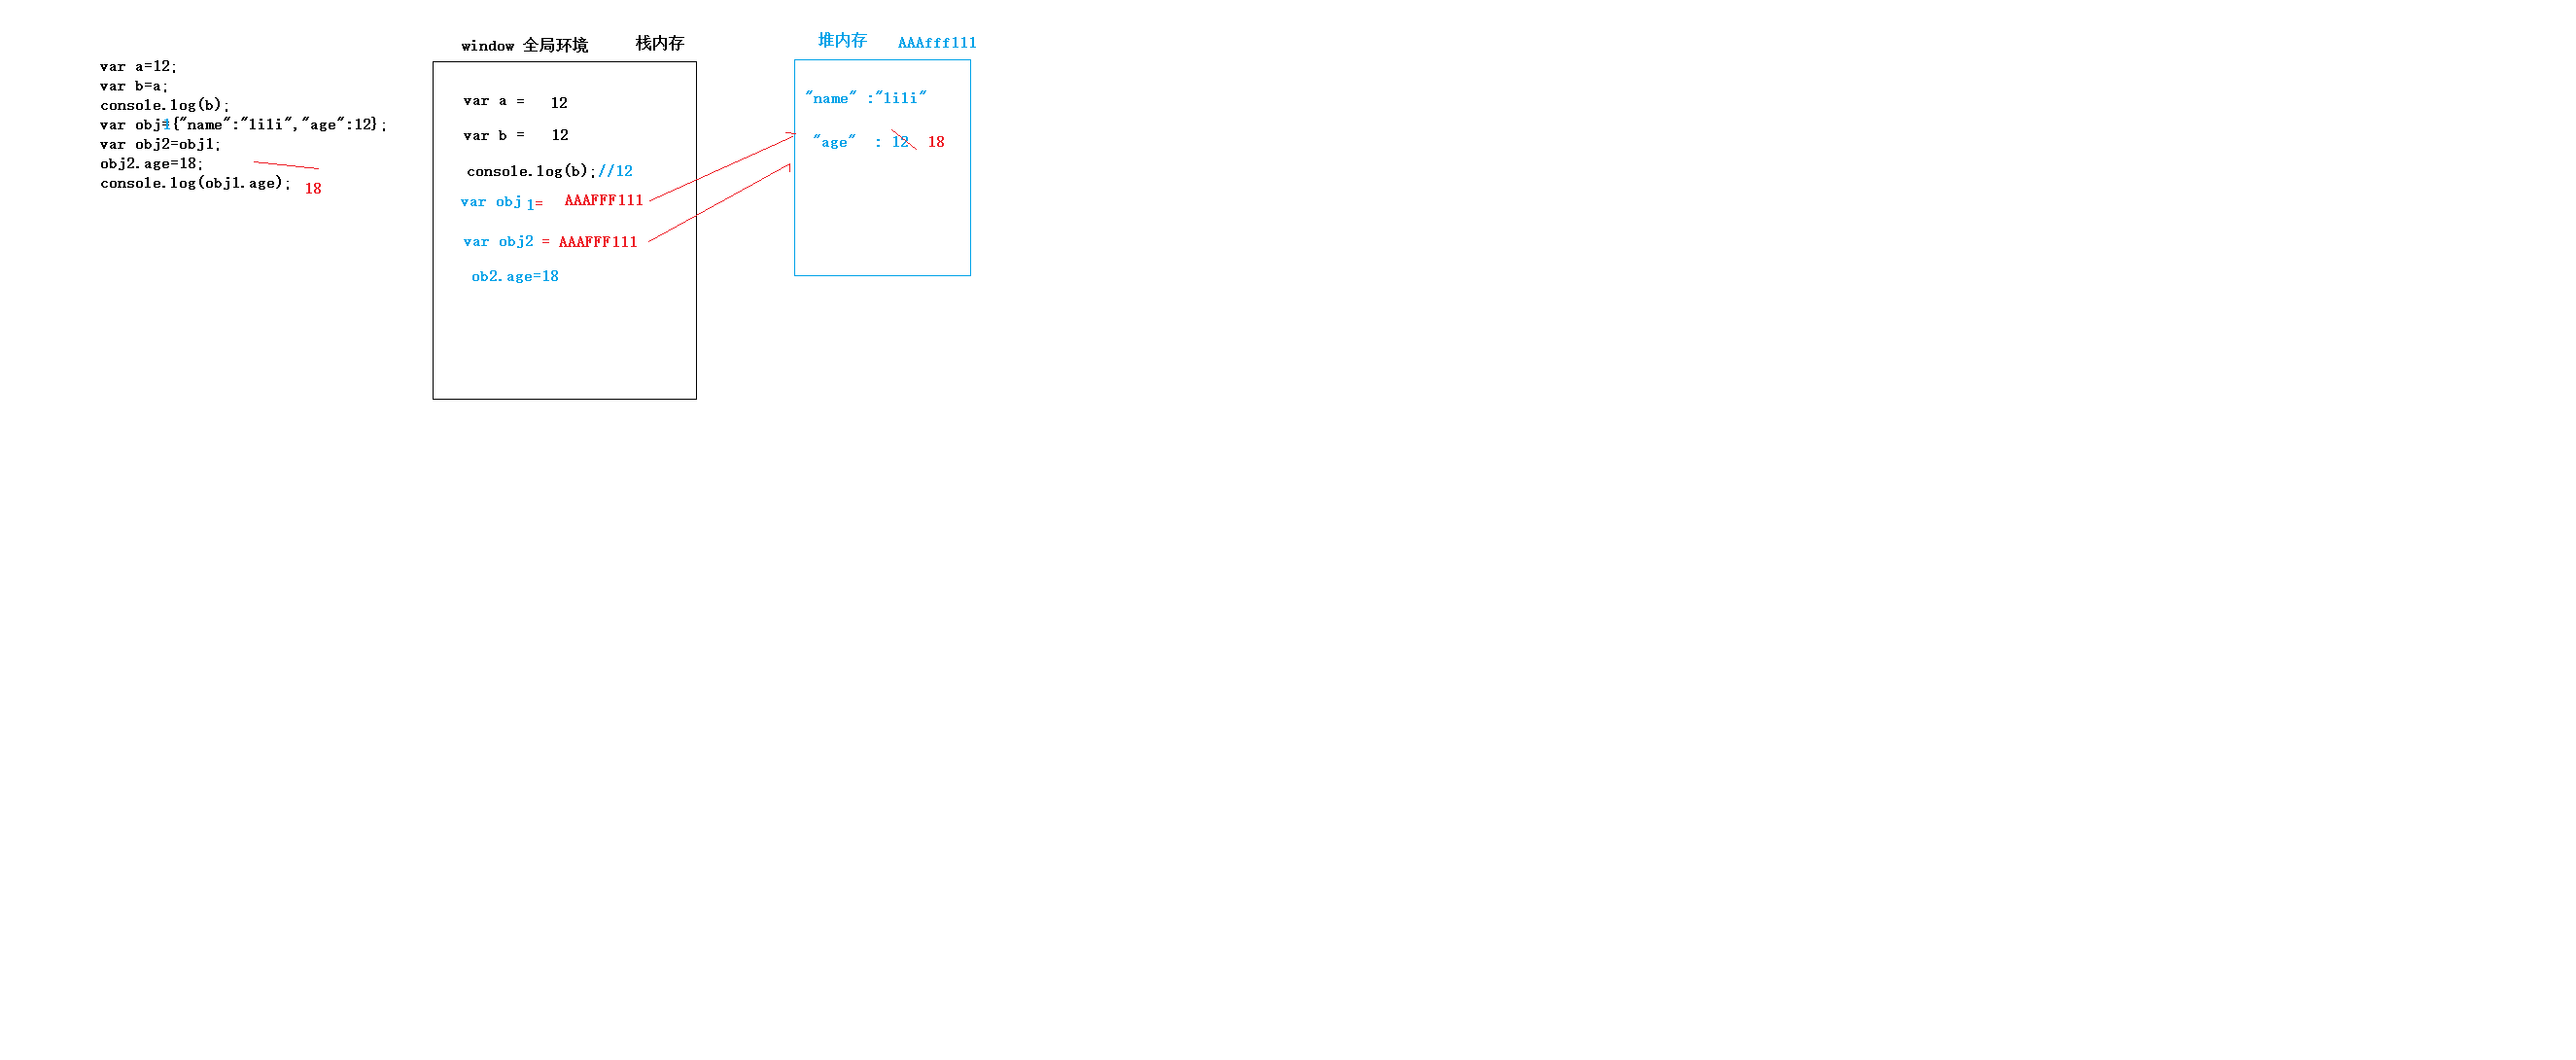 var a=12;
var b=a;
console.log(b);
var obj1={"name":"lili","age":12};
var obj2=obj1;
obj2.age=18;
console.log(obj1.age); 18
window 全局环境 栈内存
var a = 12
var b = 12
console.log(b);//12
var obj 1= AAAFFF111
var obj2 = AAAFFF111
ob2.age=18
堆内存 AAAfff111
"name" :"lili"
"age" : 12 18